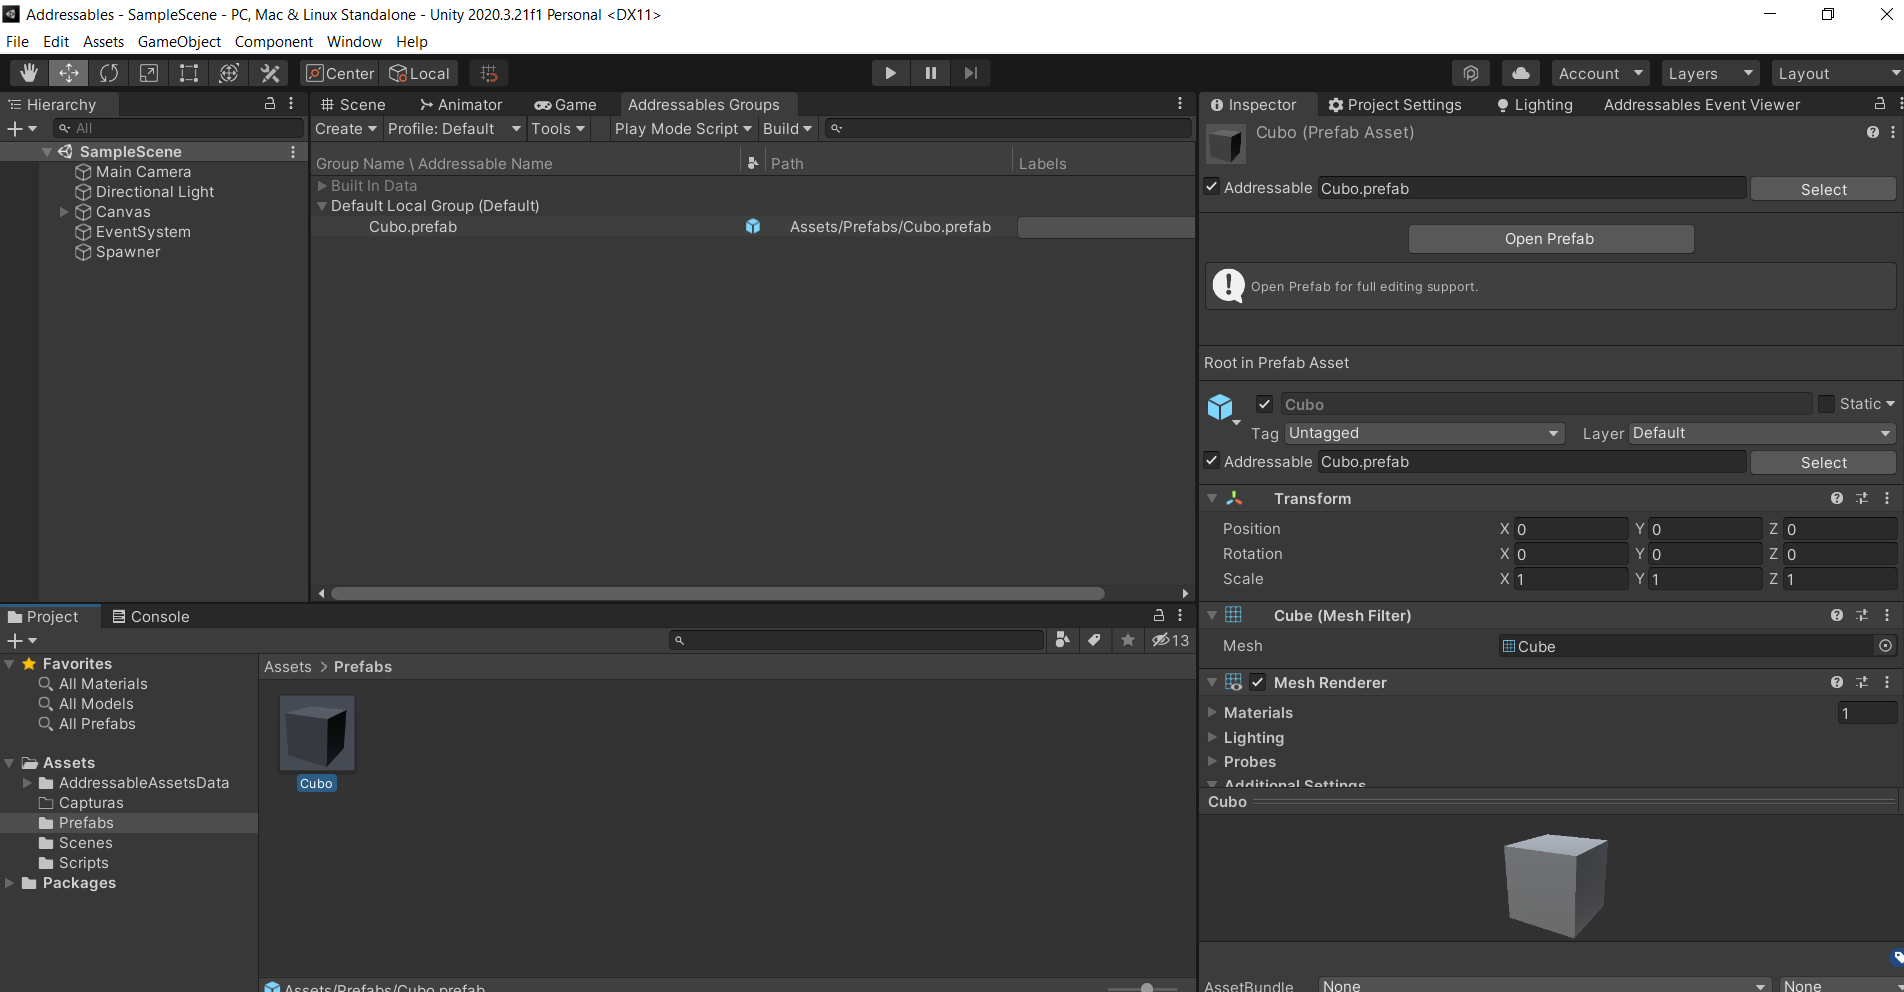 Addressables - SampleScene - PC, Mac & Linux Standalone - Unity 2020.3.21f1 Personal <DX11>
File Edit Assets GameObject Component Window Help
Center Local Account Layers Layout
Hierarchy
All
SampleScene
Main Camera
Directional Light
Canvas
EventSystem
Spawner
Scene Animator Game Addressables Groups
Create Profile: Default Tools Play Mode Script Build
Group Name \ Addressable Name Path Labels
Built In Data
Default Local Group (Default)
Cubo.prefab Assets/Prefabs/Cubo.prefab
Project Console
13
Favorites
All Materials
All Models
All Prefabs
Assets
AddressableAssetsData
Capturas
Prefabs
Scenes
Scripts
Packages
Assets > Prefabs
Cubo
Assets/Prefabs/Cubo.prefab
Inspector Project Settings Lighting Addressables Event Viewer
Cubo (Prefab Asset)
Addressable Cubo.prefab Select
Open Prefab
Open Prefab for full editing support.
Root in Prefab Asset
Cubo Static
Tag Untagged Layer Default
Addressable Cubo.prefab Select
Transform
Position X 0 Y 0 Z 0
Rotation X 0 Y 0 Z 0
Scale X 1 Y 1 Z 1
Cube (Mesh Filter)
Mesh Cube
Mesh Renderer
Materials 1
Lighting
Probes
Additional Settings
Cubo
AssetBundle None None